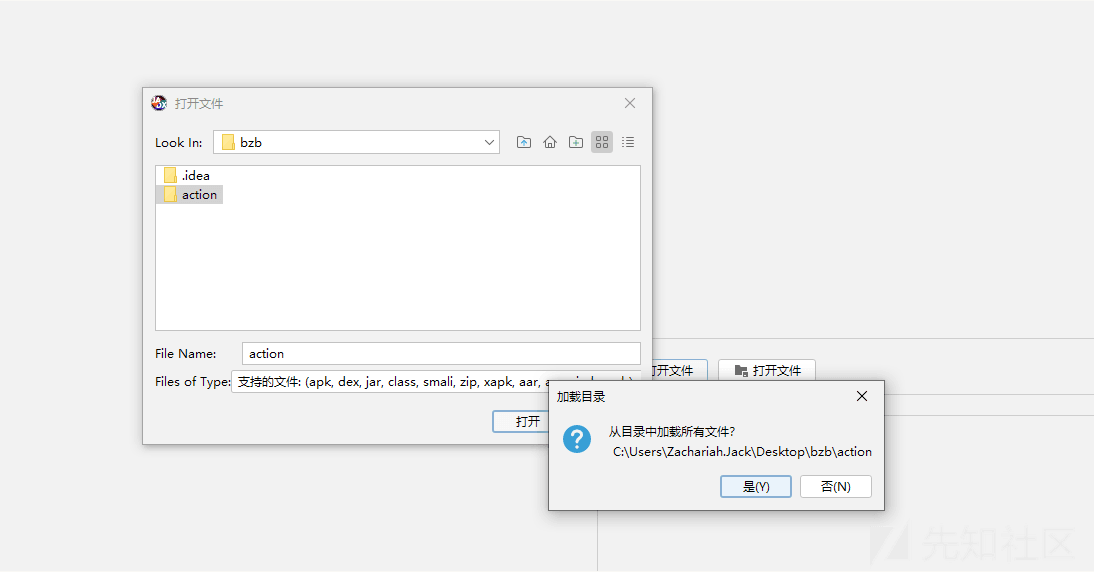 打开文件
Look In:
bzb
.idea
action
File Name:
action
Files of Type:
支持的文件: (apk, dex, jar, class, smali, zip, xapk, aar,
打开
打开文件
打开文件
加载目录
从目录中加载所有文件?
C:\Users\Zachariah.Jack\Desktop\bzb\action
是(Y)
否(N)
先知社区